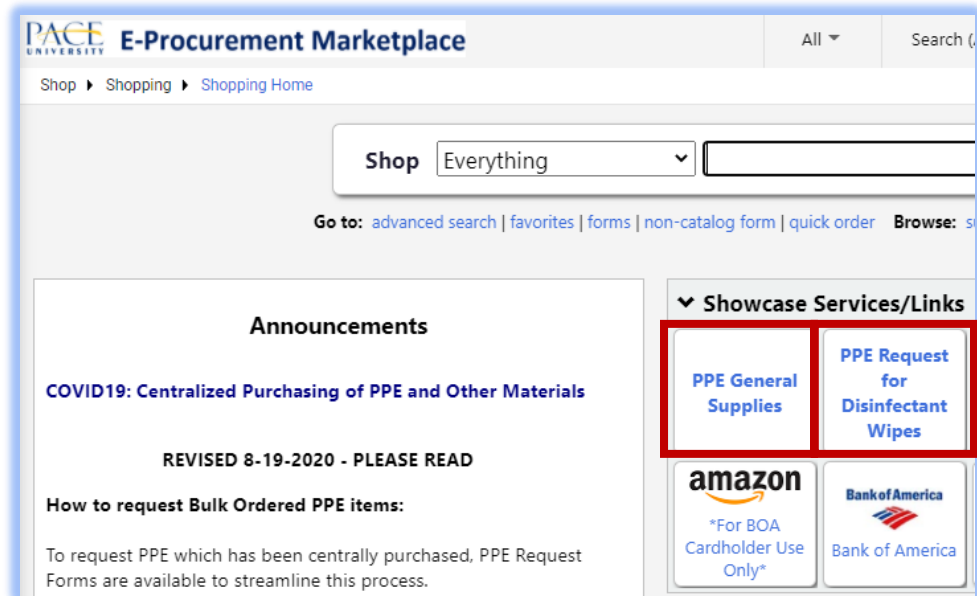 PACE UNIVERSITY E-Procurement Marketplace
All
Search (
Shop Shopping Shopping Home
Shop Everything
Go to: advanced search | favorites | forms | non-catalog form | quick order Browse:
Announcements
COVID19: Centralized Purchasing of PPE and Other Materials
REVISED 8-19-2020 - PLEASE READ
How to request Bulk Ordered PPE items:
To request PPE which has been centrally purchased, PPE Request
Forms are available to streamline this process.
Showcase Services/Links
PPE General
Supplies
PPE Request
for
Disinfectant
Wipes
amazon
*For BOA
Cardholder Use
Only*
Bank of America
Bank of America